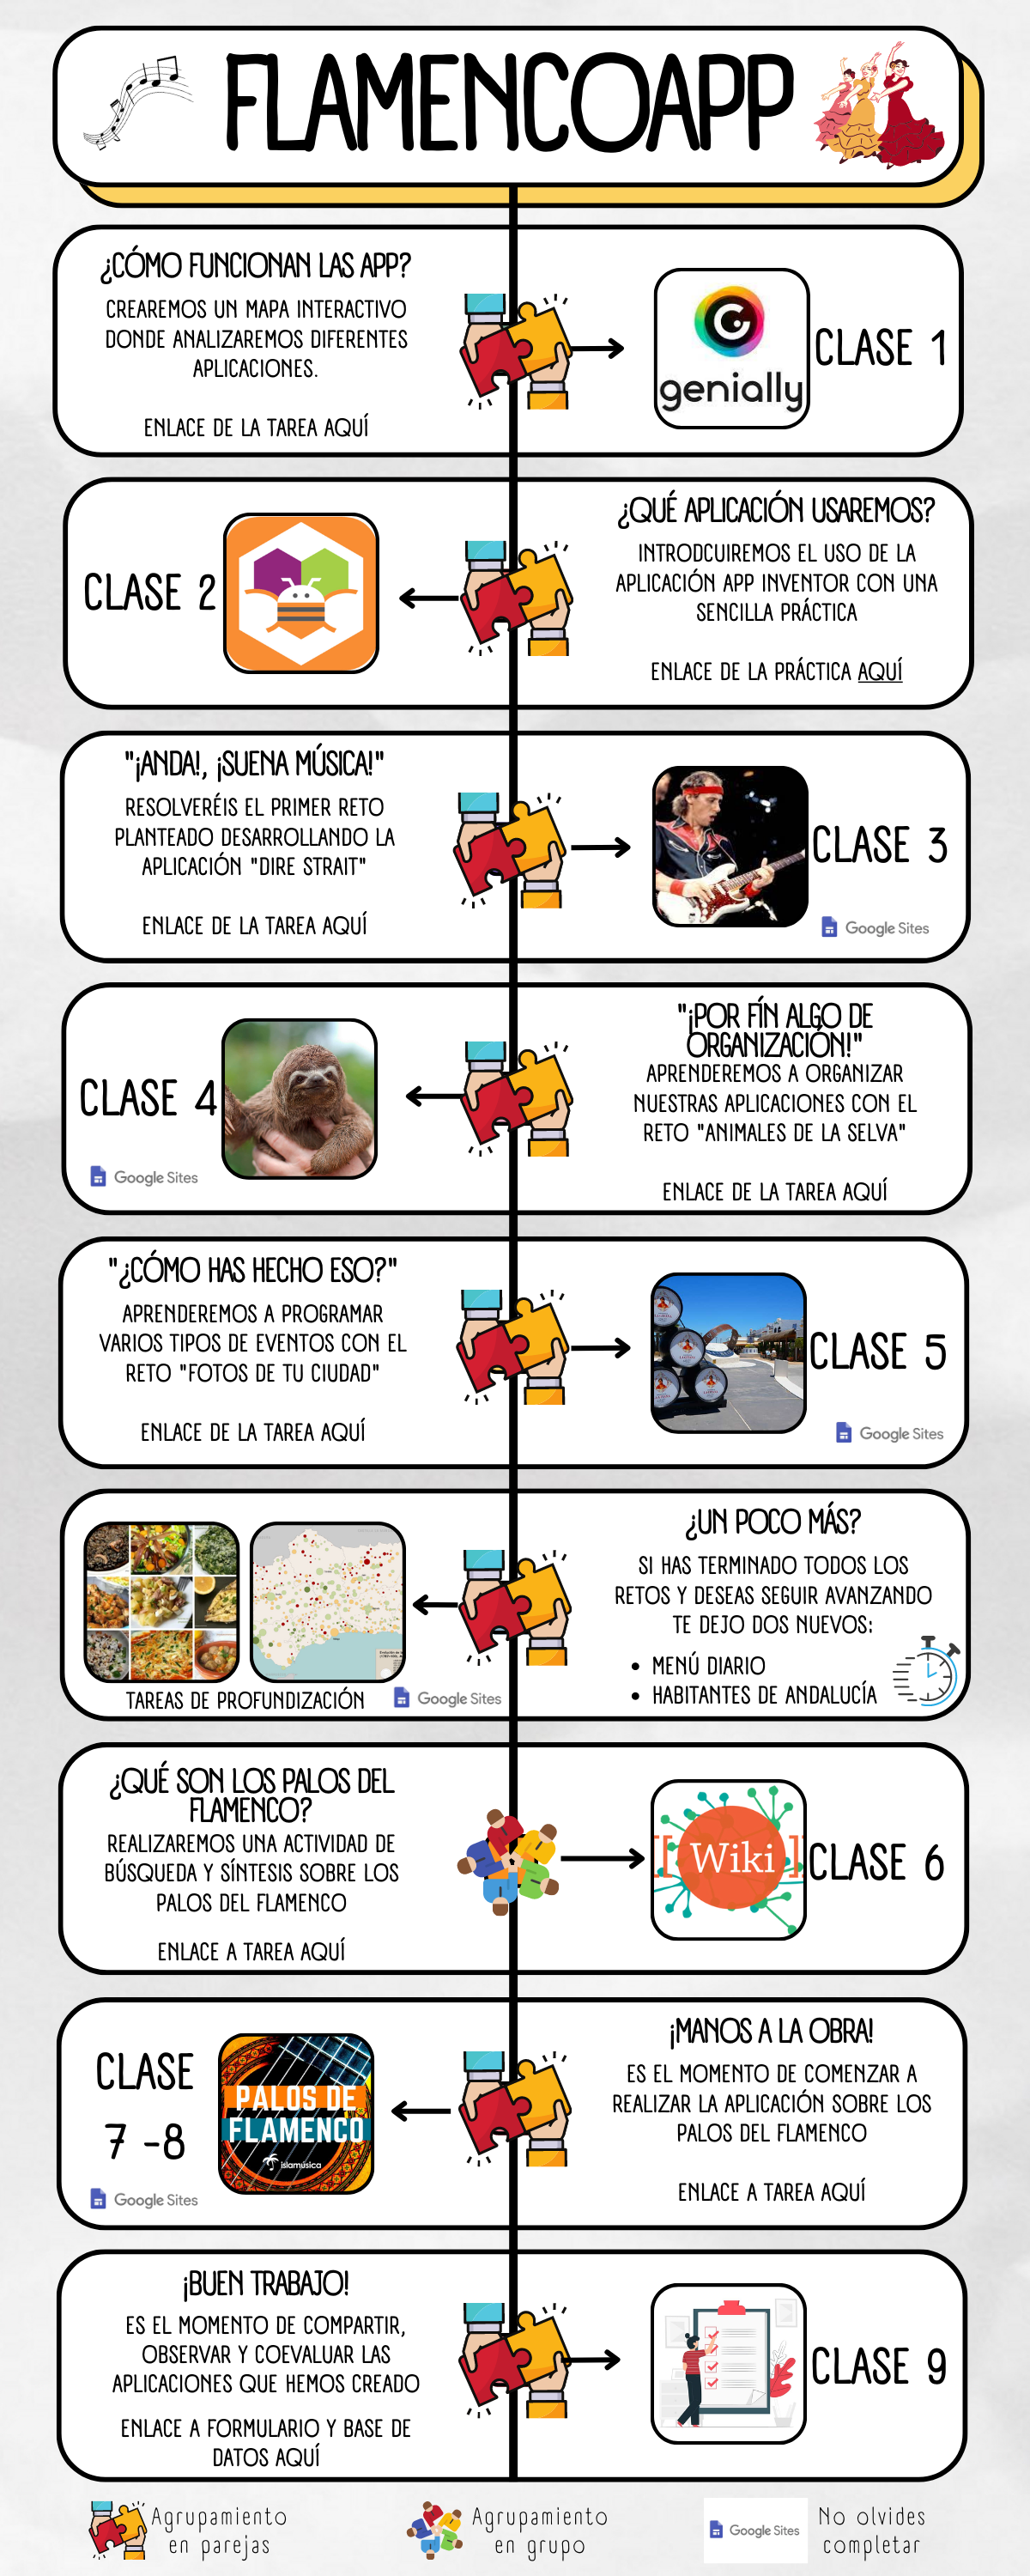 FLAMENCOAPP
¿CÓMO FUNCIONAN LAS APP?
CREAREMOS UN MAPA INTERACTIVO
DONDE ANALIZAREMOS DIFERENTES
APLICACIONES.
ENLACE DE LA TAREA AQUÍ
genially
CLASE 1
CLASE 2
¿QUÉ APLICACIÓN USAREMOS?
INTRODCUIREMOS EL USO DE LA
APLICACIÓN APP INVENTOR CON UNA
SENCILLA PRÁCTICA
ENLACE DE LA PRÁCTICA AQUÍ
"¡ANDA!, ¡SUENA MÚSICA!"
RESOLVERÉIS EL PRIMER RETO
PLANTEADO DESARROLLANDO LA
APLICACIÓN "DIRE STRAIT"
ENLACE DE LA TAREA AQUÍ
CLASE 3
Google Sites
CLASE 4
Google Sites
"¡POR FÍN ALGO DE
ORGANIZACIÓN!"
APRENDEREMOS A ORGANIZAR
NUESTRAS APLICACIONES CON EL
RETO "ANIMALES DE LA SELVA"
ENLACE DE LA TAREA AQUÍ
"¿CÓMO HAS HECHO ESO?"
APRENDEREMOS A PROGRAMAR
VARIOS TIPOS DE EVENTOS CON EL
RETO "FOTOS DE TU CIUDAD"
ENLACE DE LA TAREA AQUÍ
CLASE 5
Google Sites
TAREAS DE PROFUNDIZACIÓN
Google Sites
¿UN POCO MÁS?
SI HAS TERMINADO TODOS LOS
RETOS Y DESEAS SEGUIR AVANZANDO
TE DEJO DOS NUEVOS:
• MENÚ DIARIO
• HABITANTES DE ANDALUCÍA
¿QUÉ SON LOS PALOS DEL
FLAMENCO?
REALIZAREMOS UNA ACTIVIDAD DE
BÚSQUEDA Y SÍNTESIS SOBRE LOS
PALOS DEL FLAMENCO
ENLACE A TAREA AQUÍ
[[ Wiki ]]
CLASE 6
CLASE
7 -8
Google Sites
PALOS DE
FLAMENCO
islamúsica
¡MANOS A LA OBRA!
ES EL MOMENTO DE COMENZAR A
REALIZAR LA APLICACIÓN SOBRE LOS
PALOS DEL FLAMENCO
ENLACE A TAREA AQUÍ
¡BUEN TRABAJO!
ES EL MOMENTO DE COMPARTIR,
OBSERVAR Y COEVALUAR LAS
APLICACIONES QUE HEMOS CREADO
ENLACE A FORMULARIO Y BASE DE
DATOS AQUÍ
CLASE 9
Agrupamiento
en parejas
Agrupamiento
en grupo
Google Sites
No olvides
completar